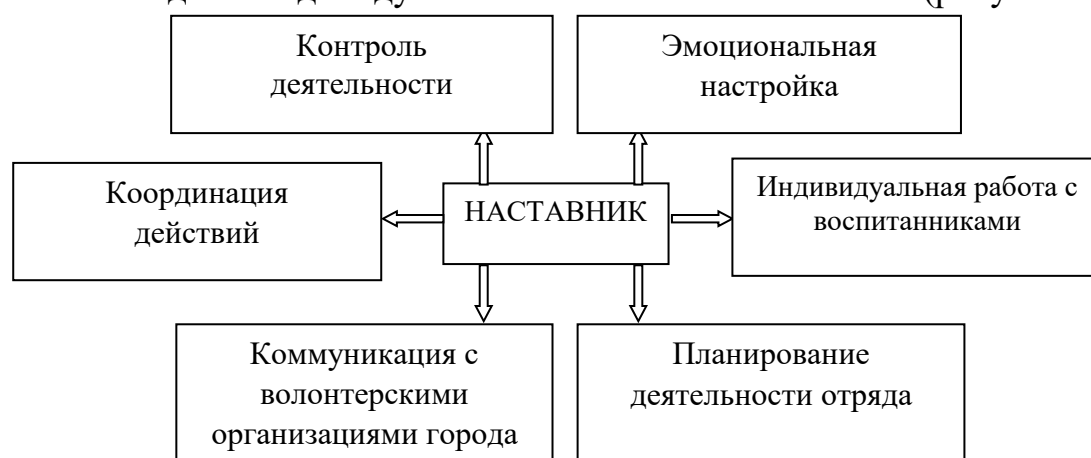 Контроль
деятельности
Эмоциональная
настройка
Координация
действий
НАСТАВНИК
Индивидуальная работа с
воспитанниками
Коммуникация с
волонтерскими
организациями города
Планирование
деятельности отряда